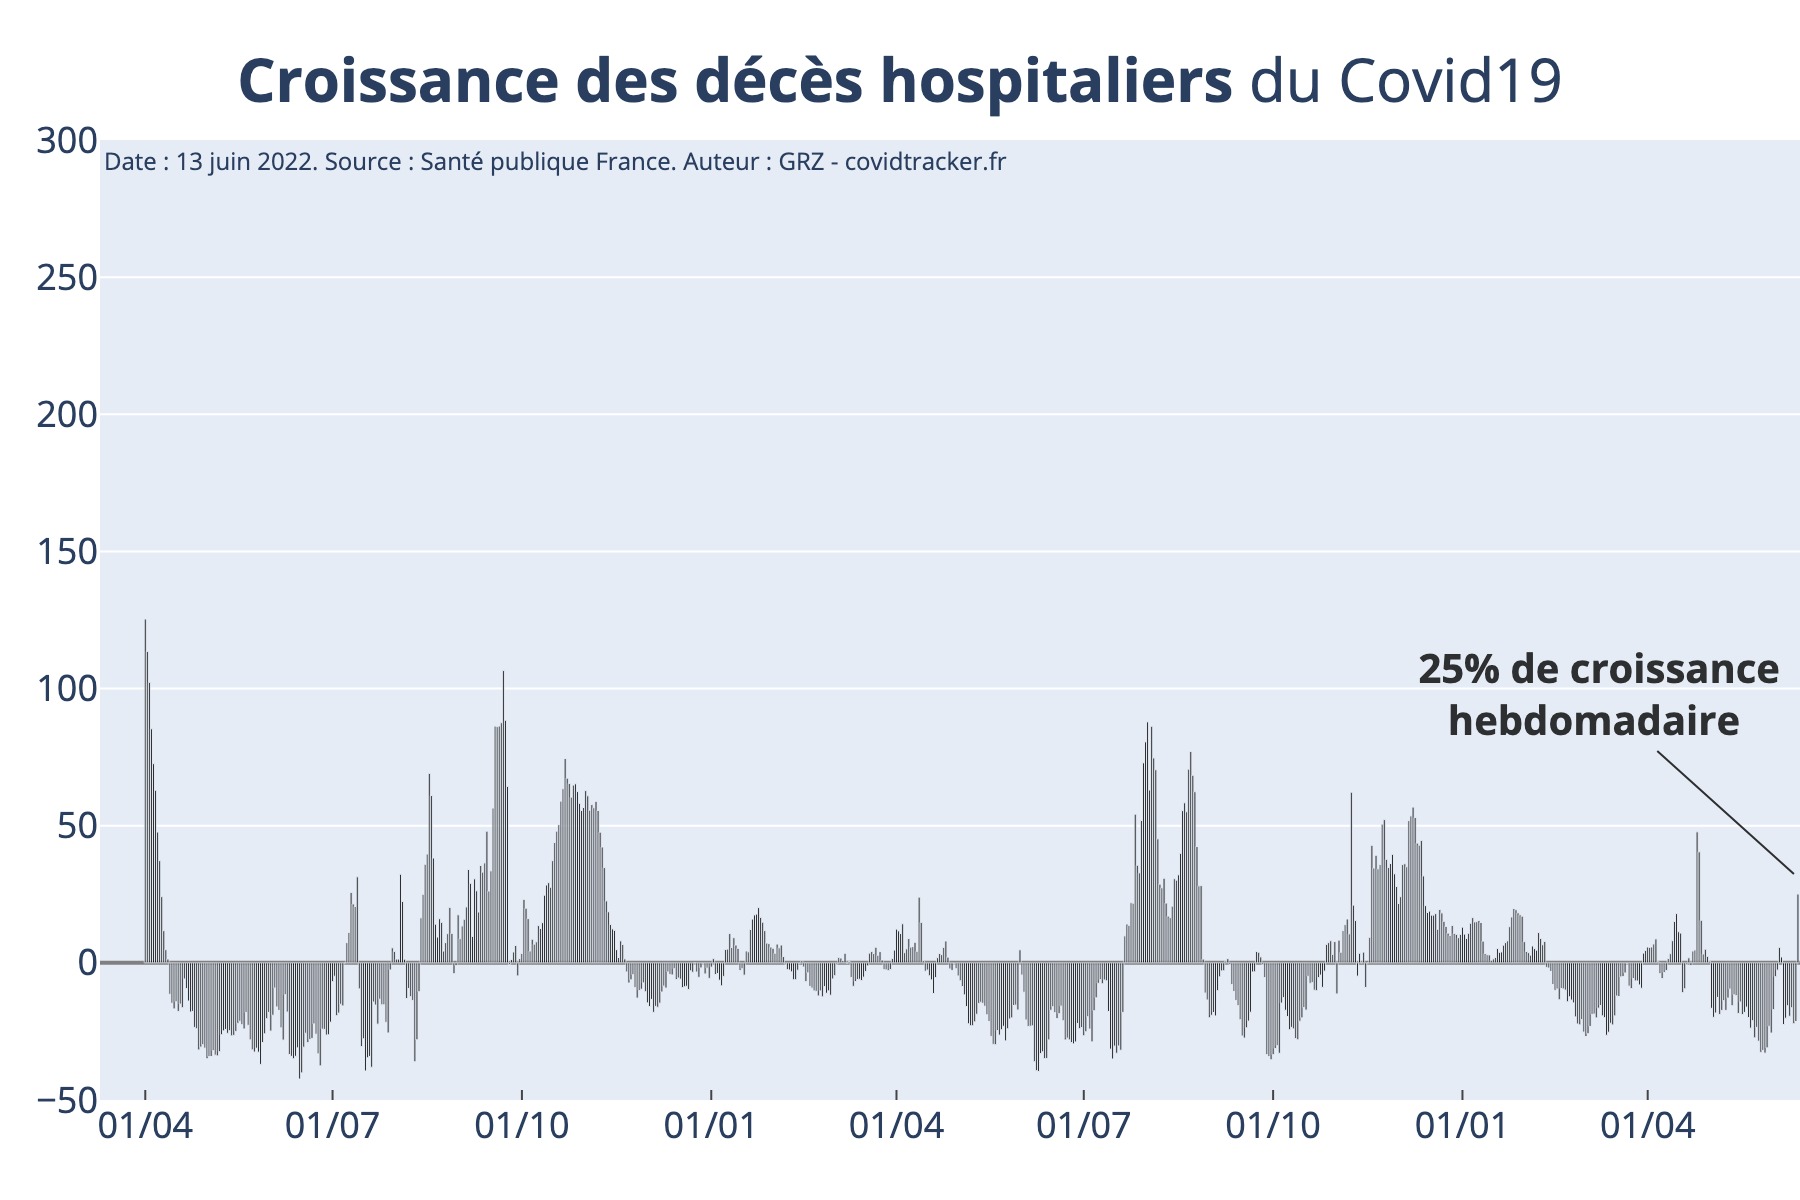 Croissance des décès hospitaliers du Covid19
300
Date : 13 juin 2022. Source : Santé publique France. Auteur : GRZ - covidtracker.fr
250
200
150
25% de croissance
100
hebdomadaire
50
0
−50
01/04 01/07 01/10 01/01 01/04 01/07 01/10 01/01 01/04